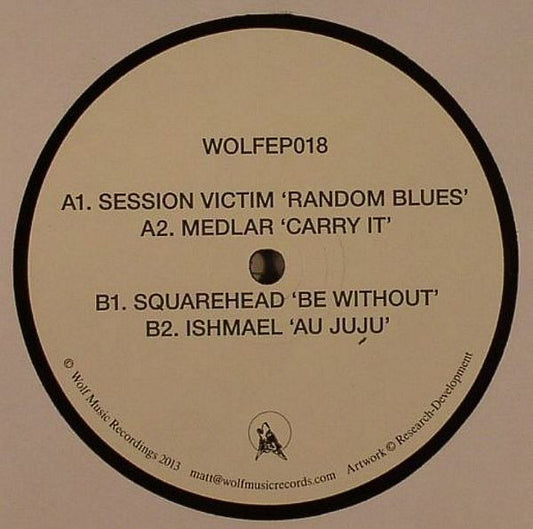 WOLFEP018
A1. SESSION VICTIM ‘RANDOM BLUES’
A2. MEDLAR ‘CARRY IT’
B1. SQUAREHEAD ‘BE WITHOUT’
B2. ISHMAEL ‘AU JUJU’
© Wolf Music Recordings 2013
matt@wolfmusicrecords.com
Artwork © Research-Development